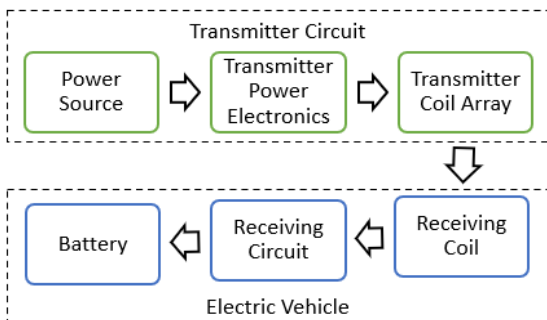 Transmitter Circuit
Power
Source
Transmitter
Power
Electronics
Transmitter
Coil Array
Battery
Receiving
Circuit
Receiving
Coil
Electric Vehicle